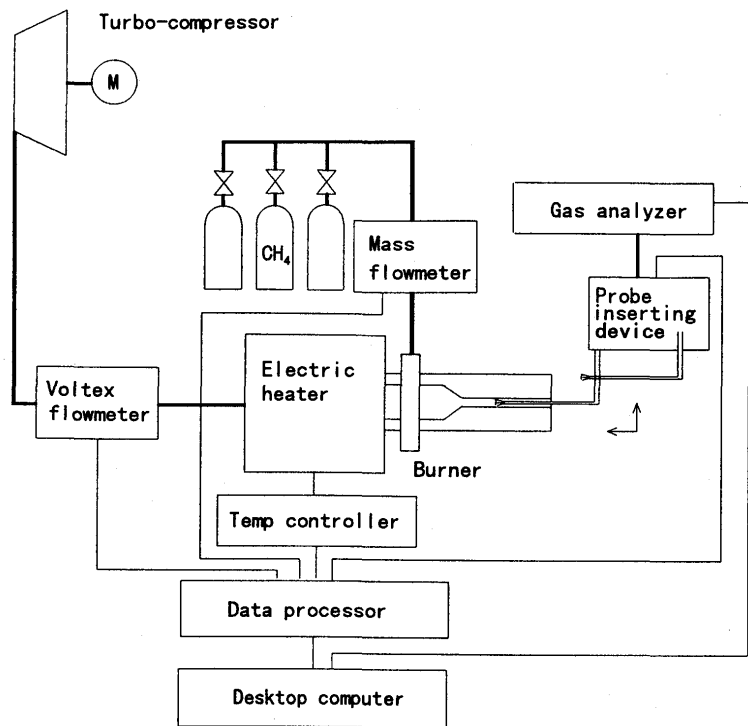 Turbo-compressor
M
CH₄
Mass
flowmeter
Gas analyzer
Probe
inserting
device
Electric
heater
Voltex
flowmeter
Burner
Temp controller
Data processor
Desktop computer